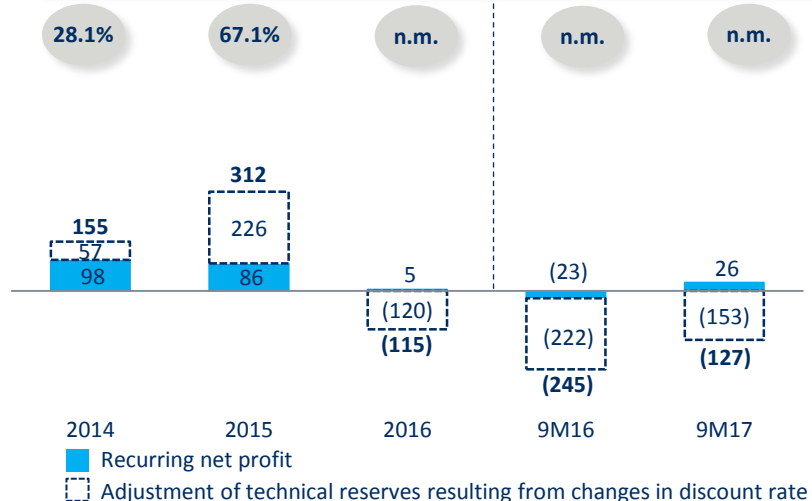 28.1% 67.1% n.m. n.m. n.m.
312
155
226
57
98 86 5 (23) 26
(120) (222) (153)
(115) (245) (127)
2014 2015 2016 9M16 9M17
Recurring net profit
Adjustment of technical reserves resulting from changes in discount rate